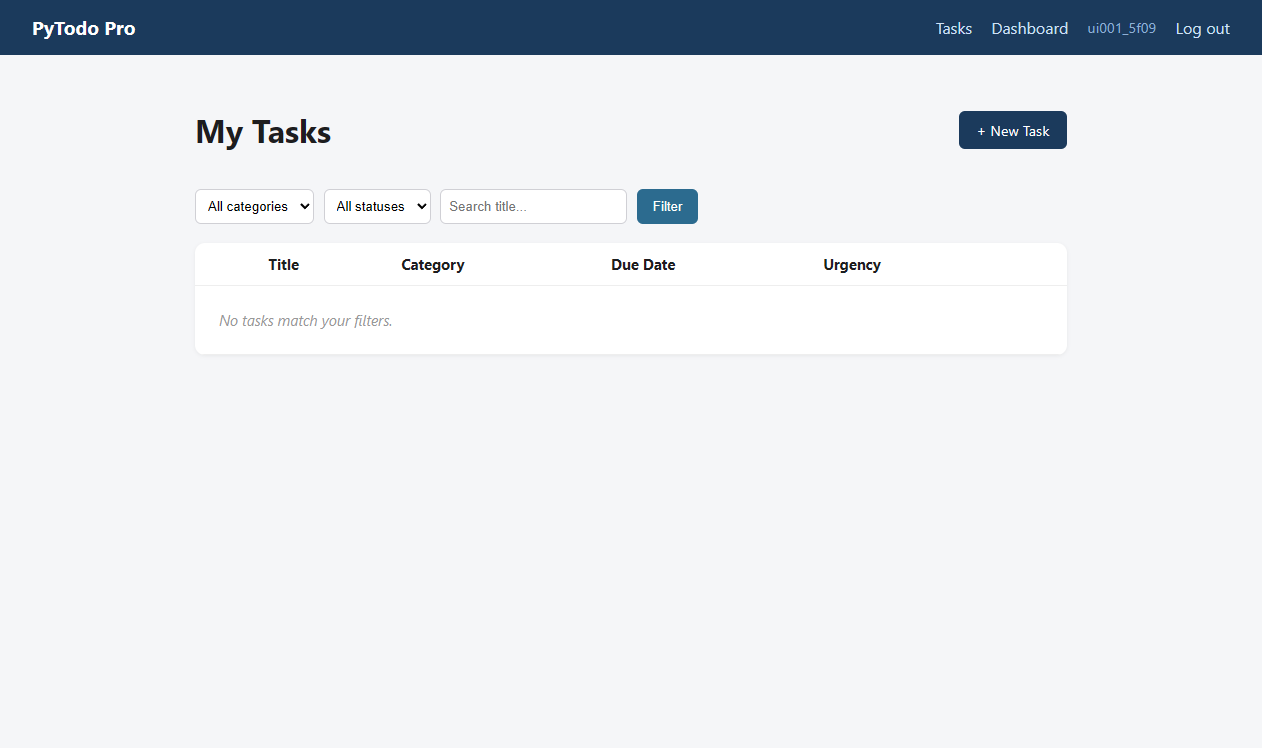 PyTodo Pro
Tasks Dashboard ui001_5f09 Log out
My Tasks
+ New Task
All categories All statuses Search title... Filter
Title Category Due Date Urgency
No tasks match your filters.